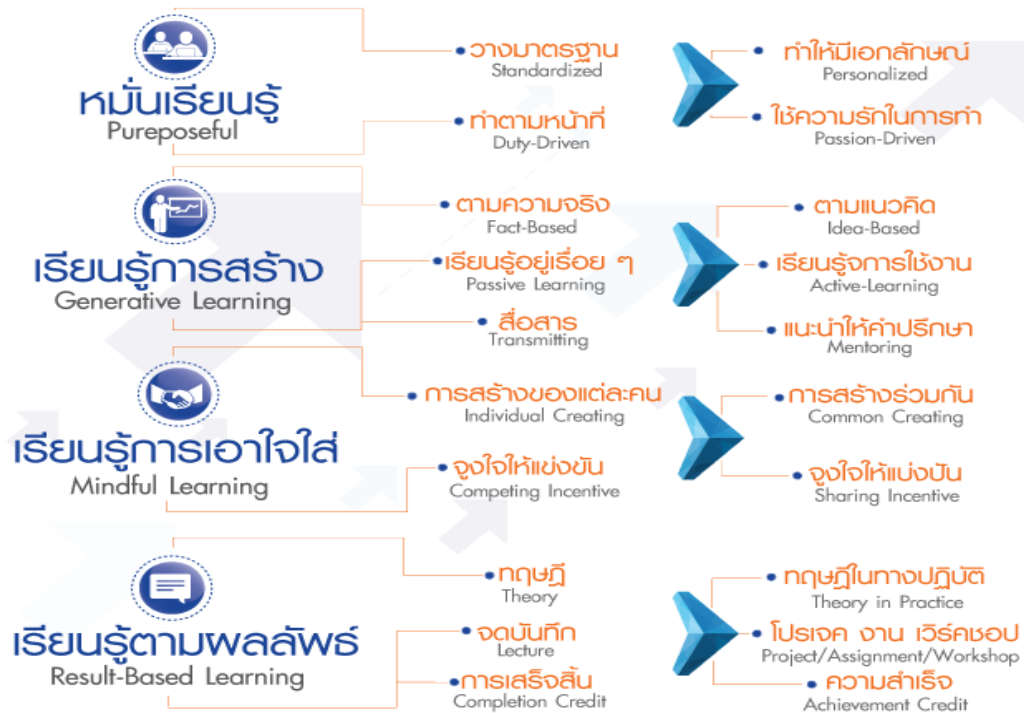 หมั่นเรียนรู้
Pureposeful
วางมาตรฐาน
Standardized
ทำตามหน้าที่
Duty-Driven
ทำให้มีเอกลักษณ์
Personalized
ใช้ความรักในการทำ
Passion-Driven
เรียนรู้การสร้าง
Generative Learning
ตามความจริง
Fact-Based
เรียนรู้อยู่เรื่อย ๆ
Passive Learning
สื่อสาร
Transmitting
ตามแนวคิด
Idea-Based
เรียนรู้จการใช้งาน
Active-Learning
แนะนำให้คำปรึกษา
Mentoring
เรียนรู้การเอาใจใส่
Mindful Learning
การสร้างของแต่ละคน
Individual Creating
จูงใจให้แข่งขัน
Competing Incentive
การสร้างร่วมกัน
Common Creating
จูงใจให้แบ่งปัน
Sharing Incentive
เรียนรู้ตามผลลัพธ์
Result-Based Learning
ทฤษฎี
Theory
จดบันทึก
Lecture
การเสร็จสิ้น
Completion Credit
ทฤษฎีในทางปฏิบัติ
Theory in Practice
โปรเจค งาน เวิร์คชอป
Project/Assignment/Workshop
ความสำเร็จ
Achievement Credit